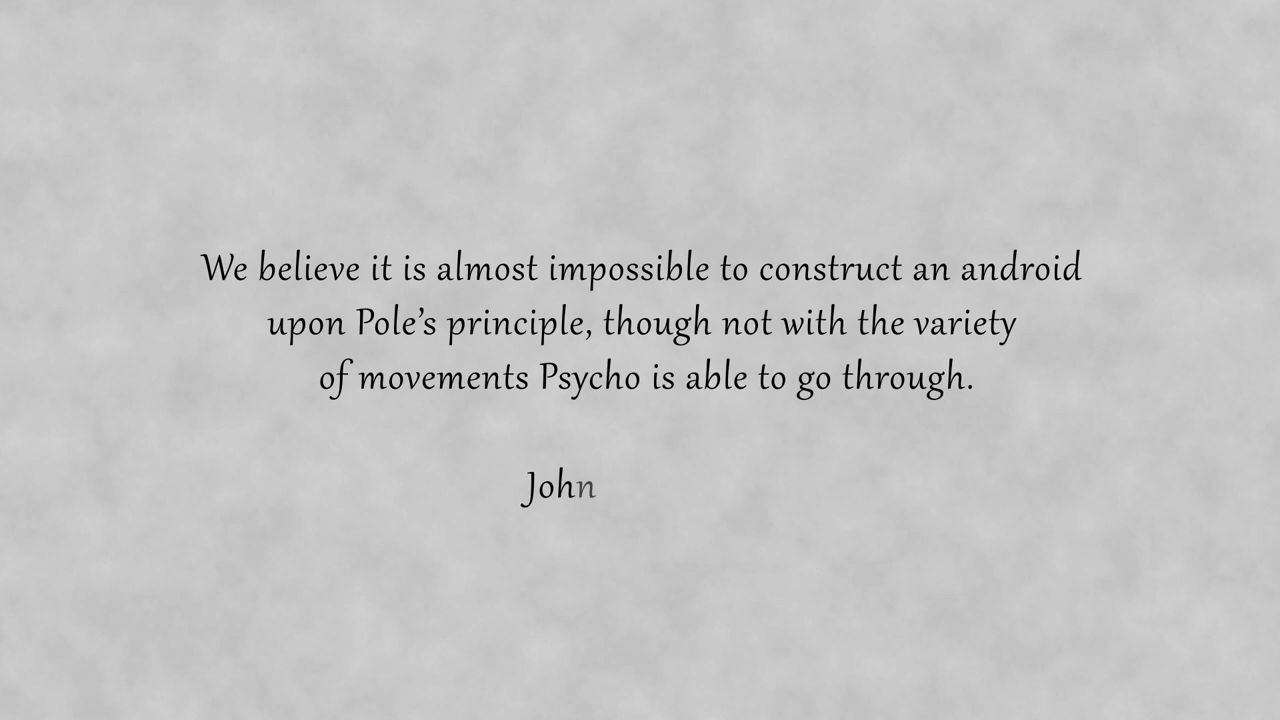 We believe it is almost impossible to construct an android
upon Pole’s principle, though not with the variety
of movements Psycho is able to go through.
John